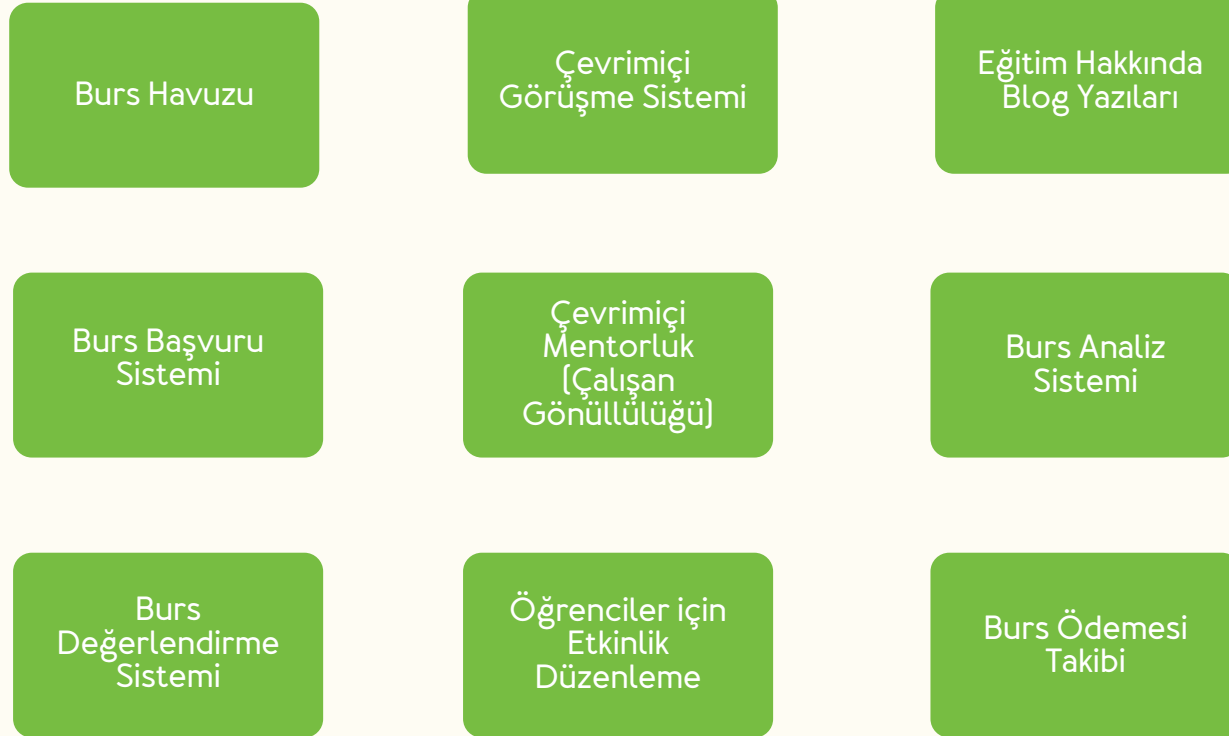 Burs Havuzu
Çevrimiçi
Görüşme Sistemi
Eğitim Hakkında
Blog Yazıları
Burs Başvuru
Sistemi
Çevrimiçi
Mentorluk
(Çalışan
Gönüllülüğü)
Burs Analiz
Sistemi
Burs
Değerlendirme
Sistemi
Öğrenciler için
Etkinlik
Düzenleme
Burs Ödemesi
Takibi